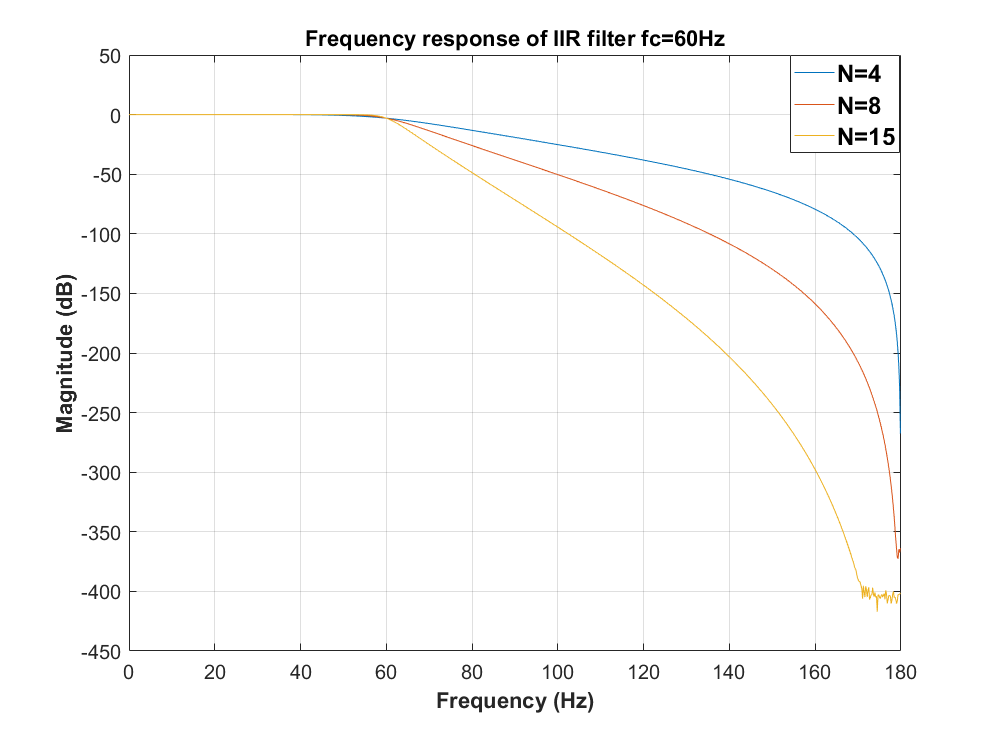 Frequency response of IIR filter fc=60Hz
50
0
-50
-100
-150
-200
-250
-300
-350
-400
-450
Magnitude (dB)
N=4
N=8
N=15
0 20 40 60 80 100 120 140 160 180
Frequency (Hz)